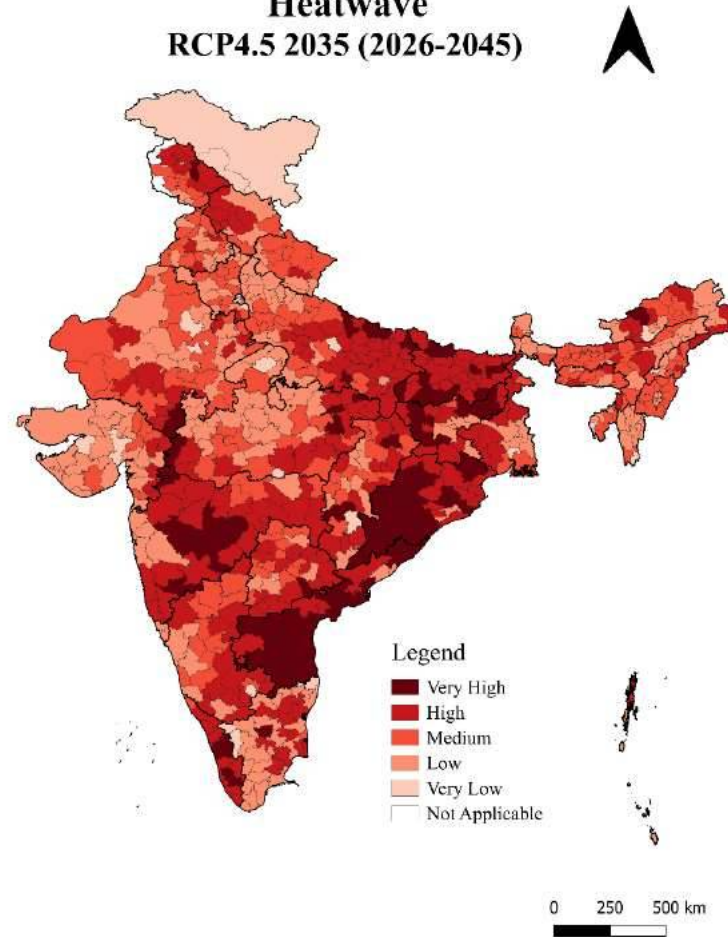 Heatwave
RCP4.5 2035 (2026-2045)
Legend
Very High
High
Medium
Low
Very Low
Not Applicable
0 250 500 km